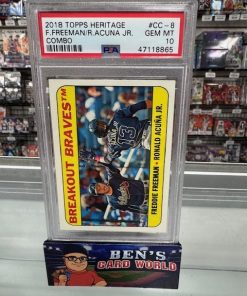 2018 TOPPS HERITAGE #CC-8
F.FREEMAN/R.ACUNA JR. GEM MT
COMBO 10
PSA 47118865
BREAKOUT BRAVES™
FREDDIE FREEMAN - RONALD ACUÑA JR.
13
BEN'S
CARD WORLD